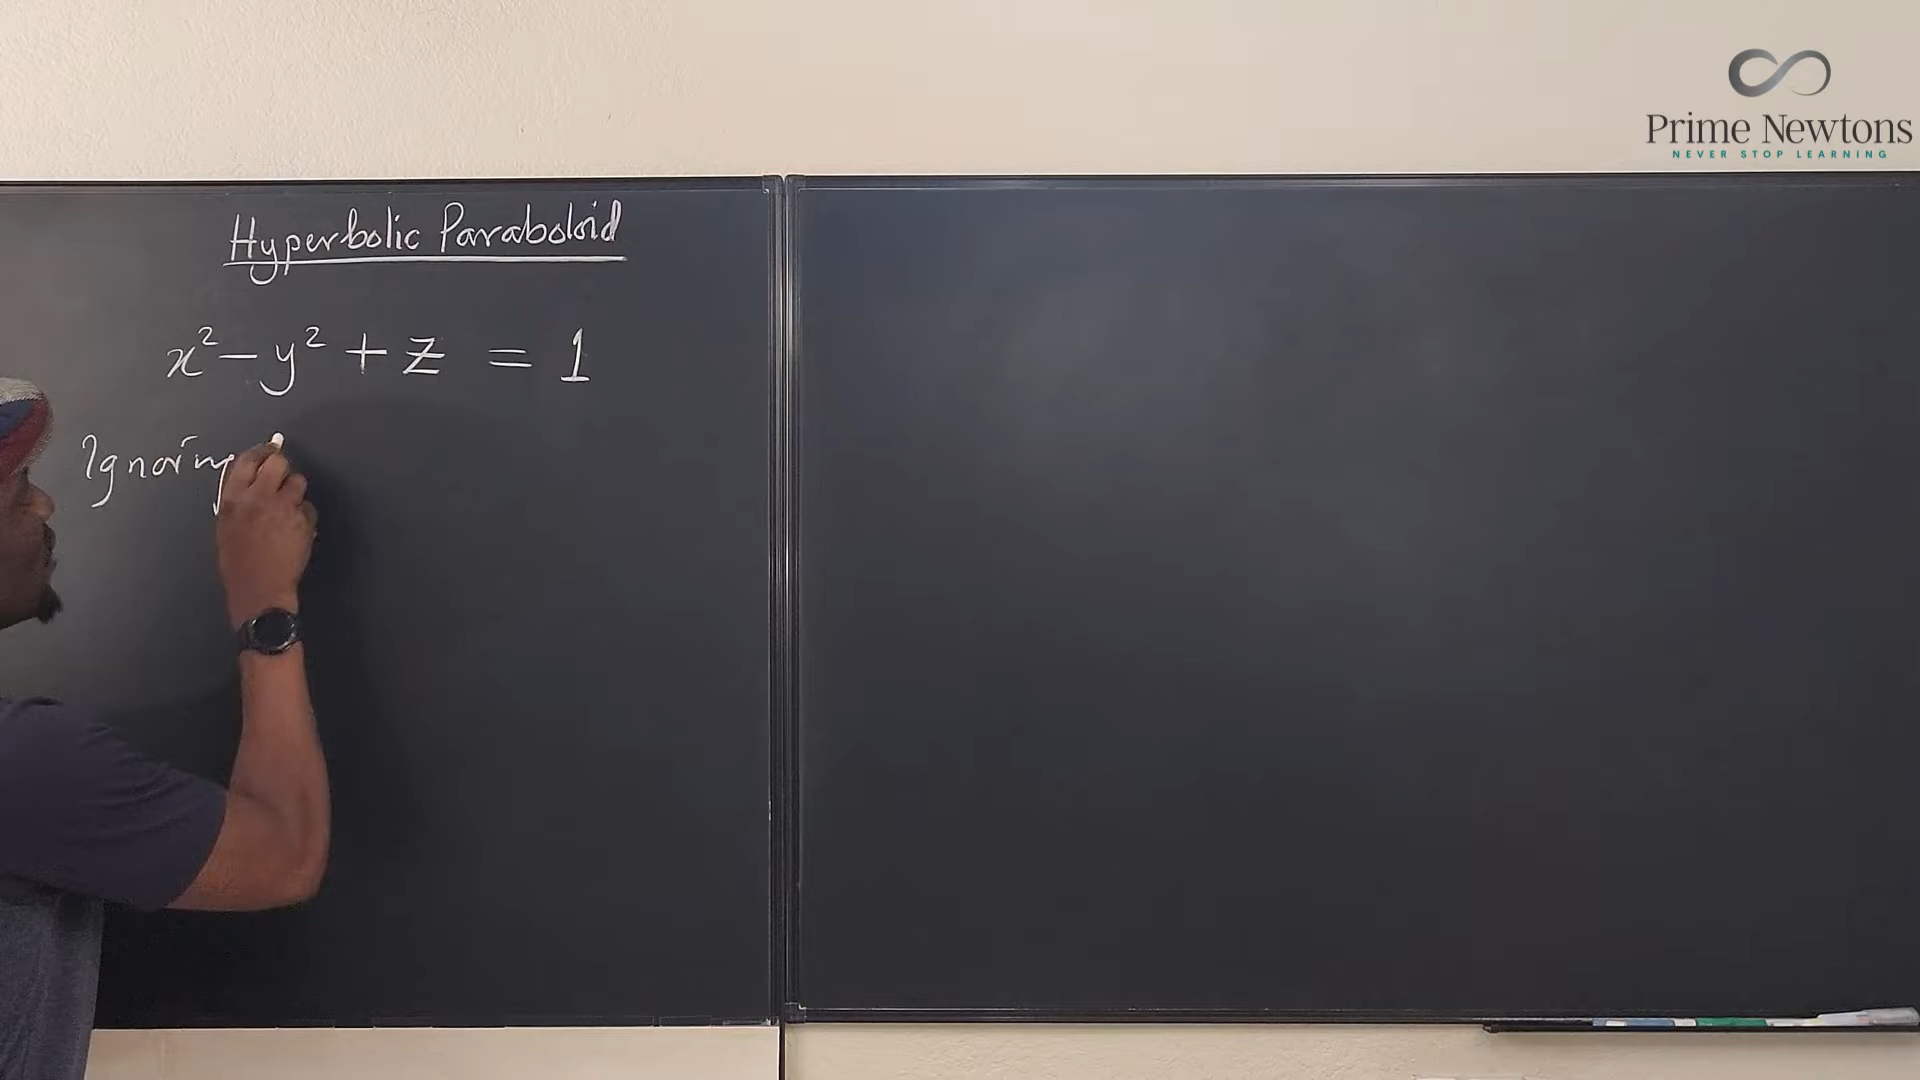 Prime Newtons
NEVER STOP LEARNING
Hyperbolic Paraboloid
x² - y² + z = 1
Ignoring